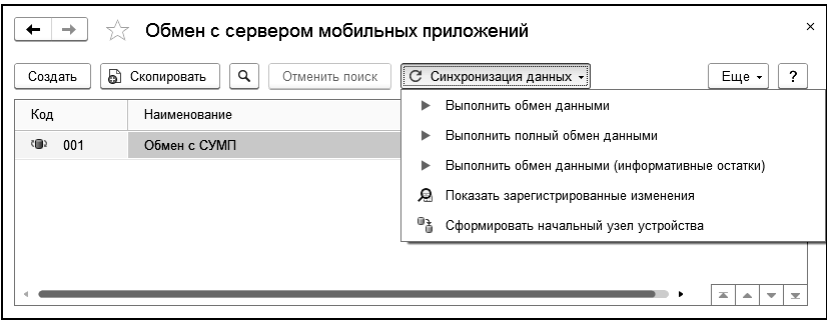 Обмен с сервером мобильных приложений
Создать Скопировать Отменить поиск Синхронизация данных Еще ?
Код Наименование
001 Обмен с СУМП
Выполнить обмен данными
Выполнить полный обмен данными
Выполнить обмен данными (информативные остатки)
Показать зарегистрированные изменения
Сформировать начальный узел устройства